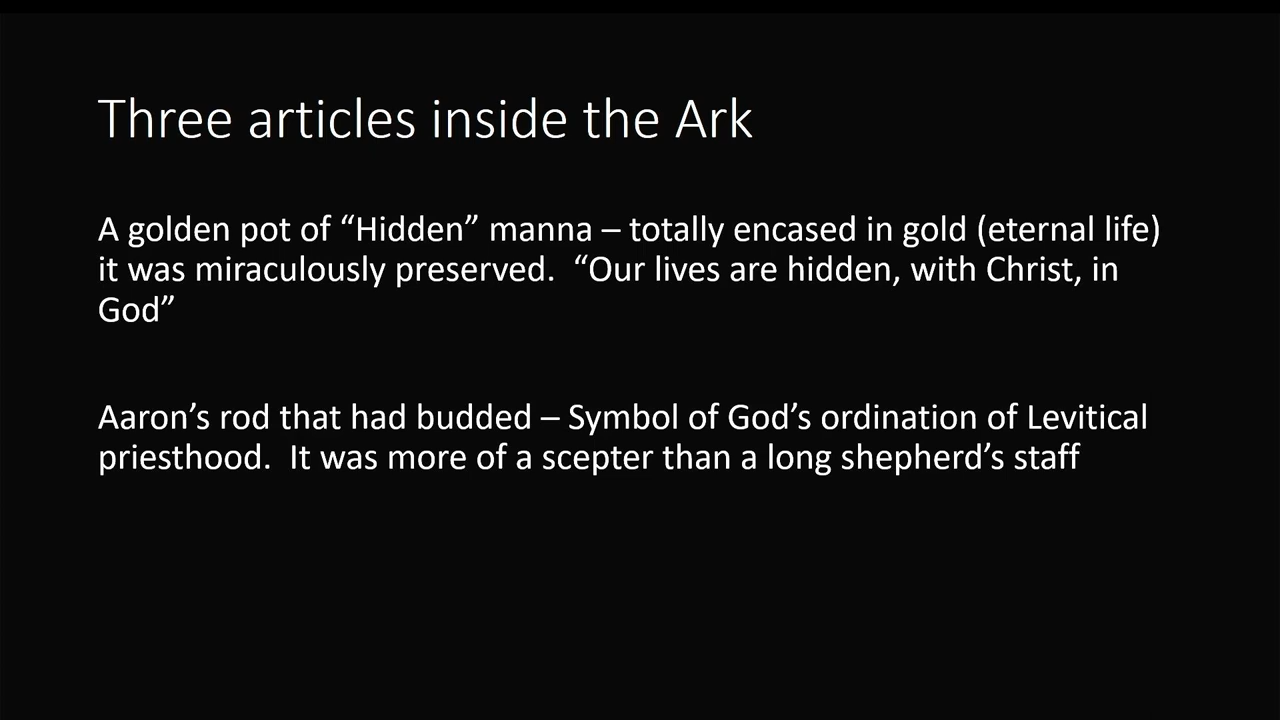 Three articles inside the Ark
A golden pot of “Hidden” manna – totally encased in gold (eternal life)
it was miraculously preserved.  “Our lives are hidden, with Christ, in
God”
Aaron’s rod that had budded – Symbol of God’s ordination of Levitical
priesthood.  It was more of a scepter than a long shepherd’s staff